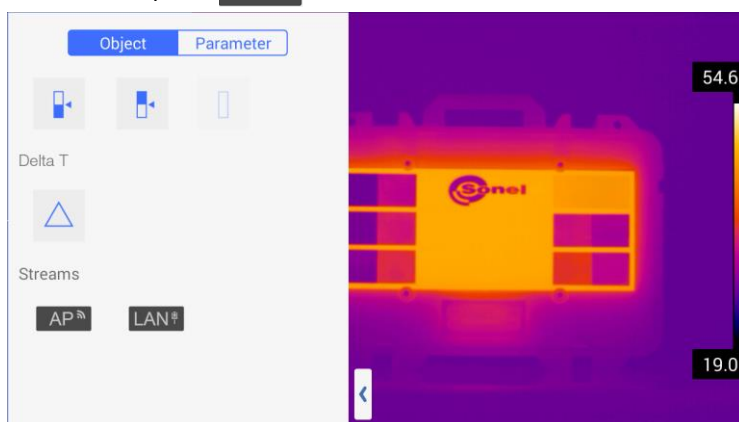 Object Parameter
54.6
Delta T
Sonel
Streams
AP LAN
19.0